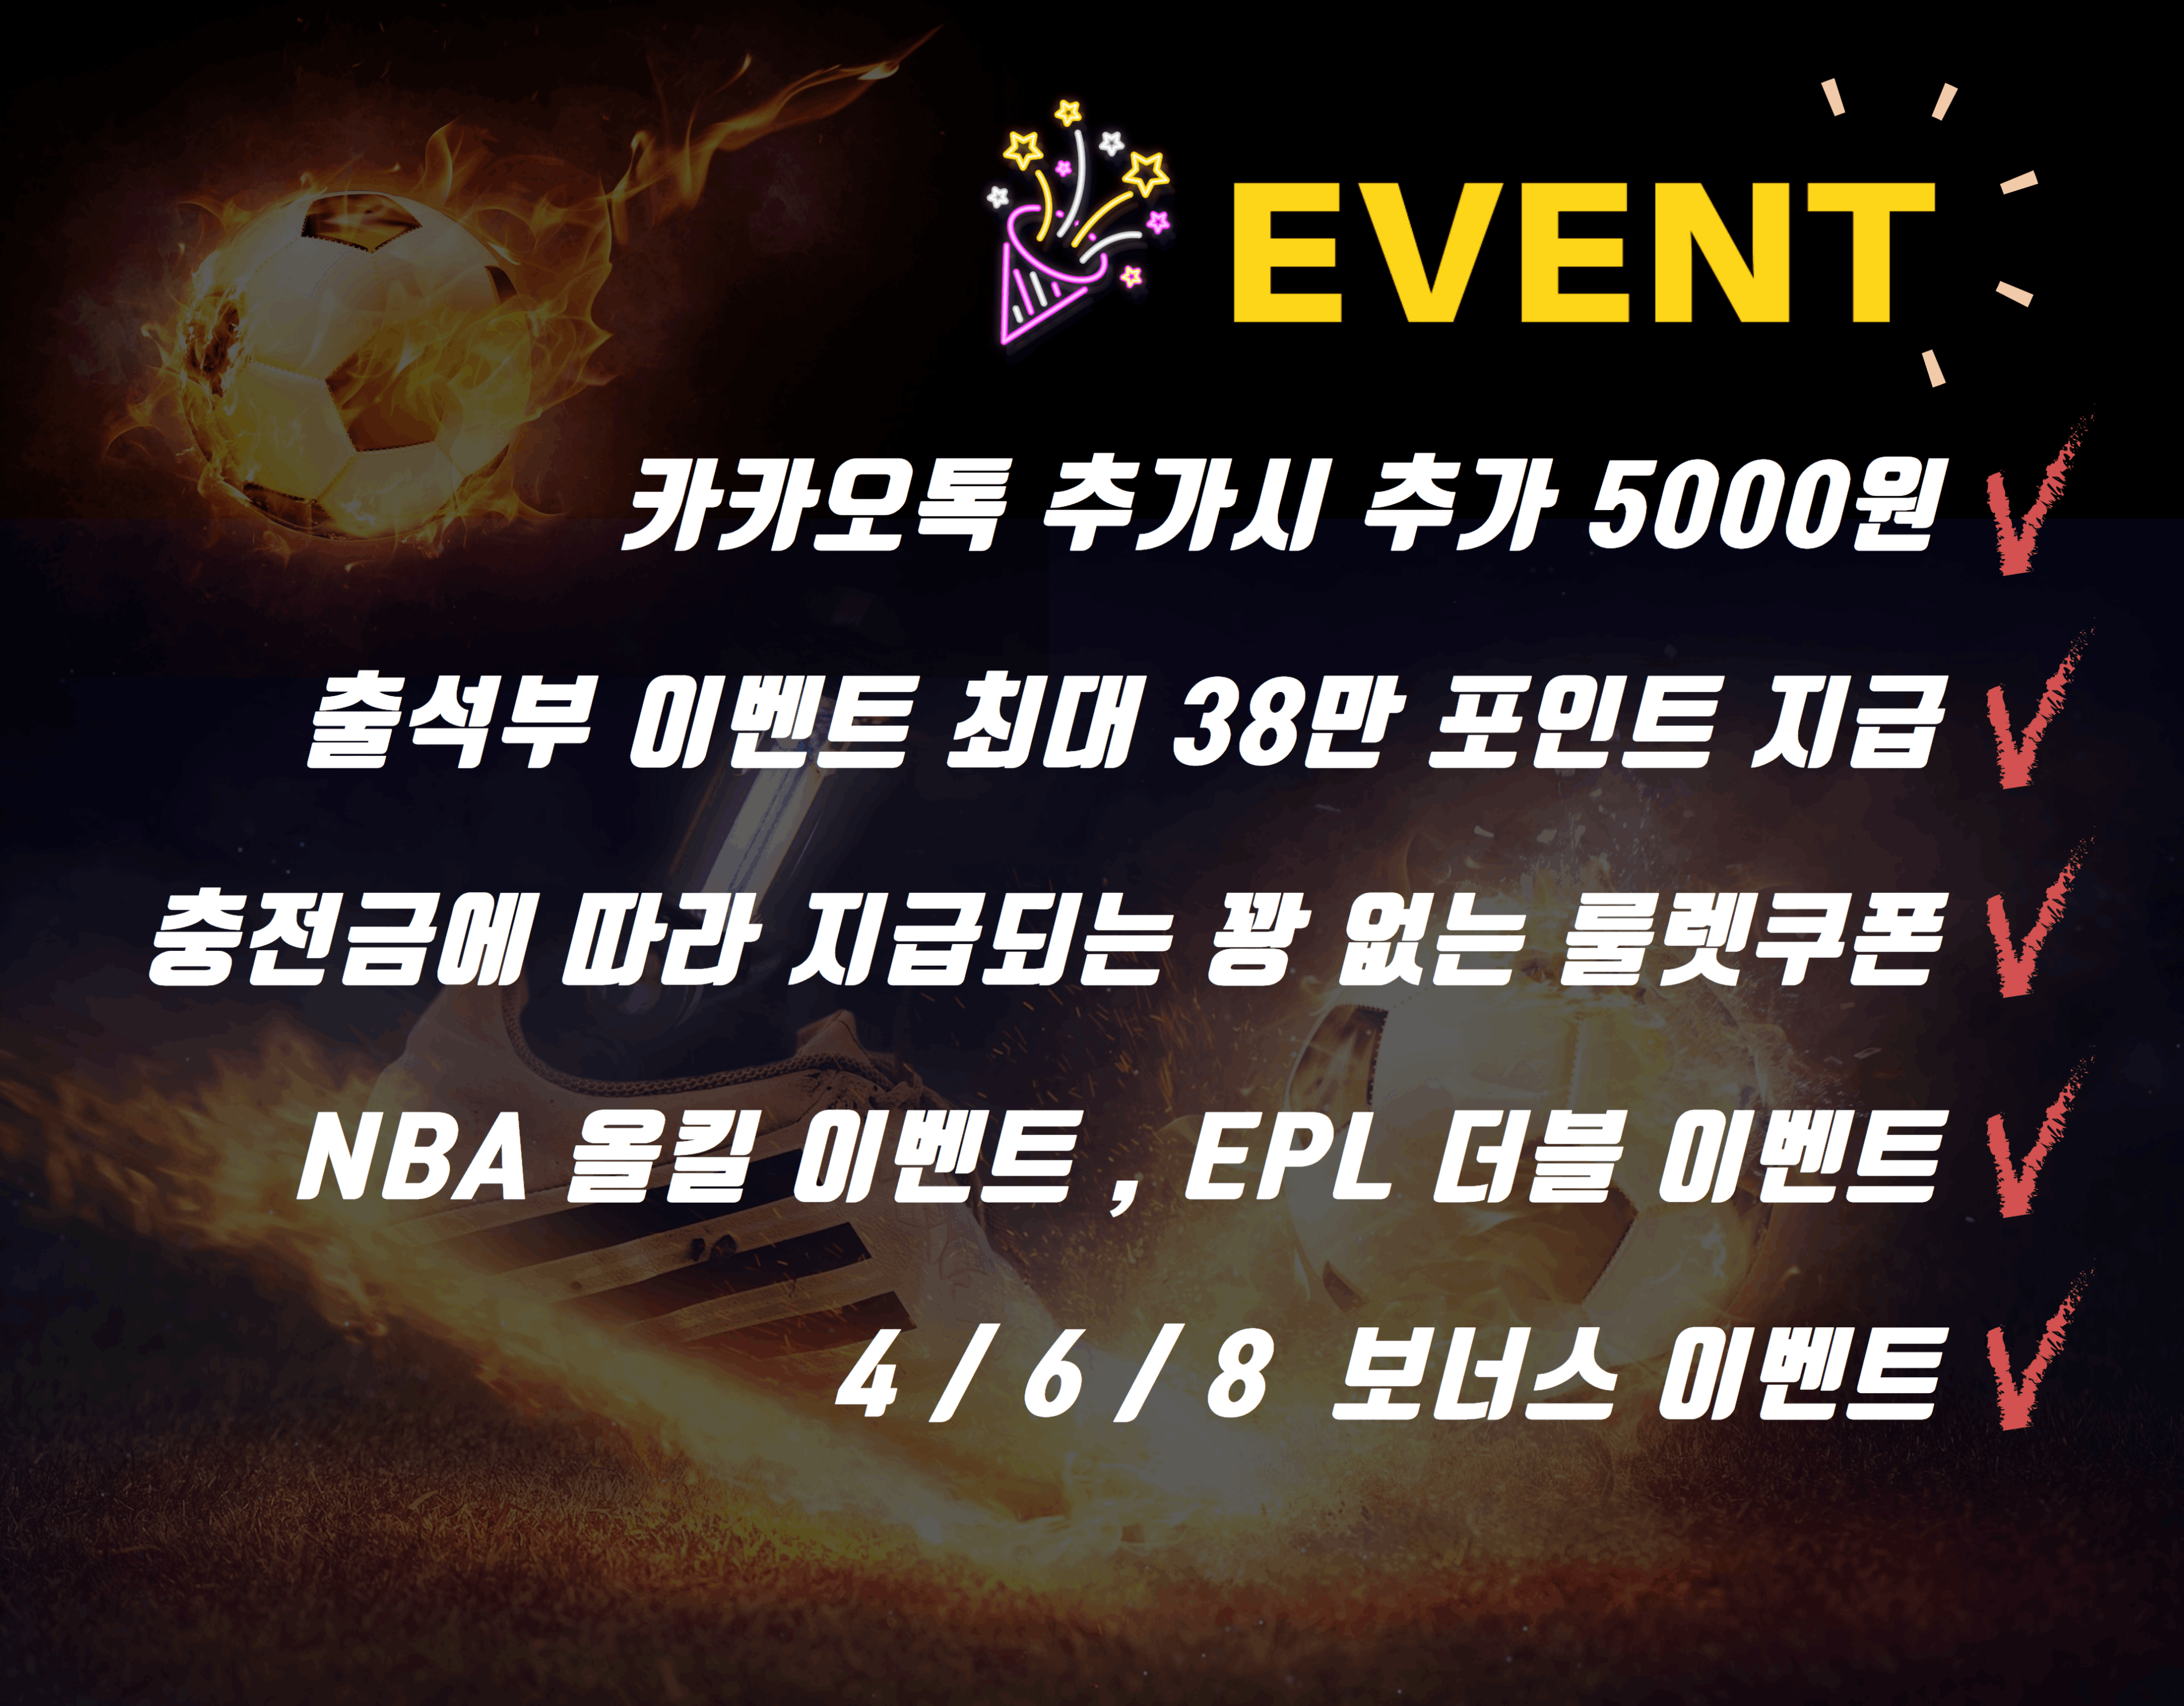 EVENT
카카오톡 추가시 추가 5000원
출석부 이벤트 최대 38만 포인트 지급
충전금에 따라 지급되는 꽝 없는 룰렛쿠폰
NBA 올킬 이벤트 , EPL 더블 이벤트
4 / 6 / 8 보너스 이벤트